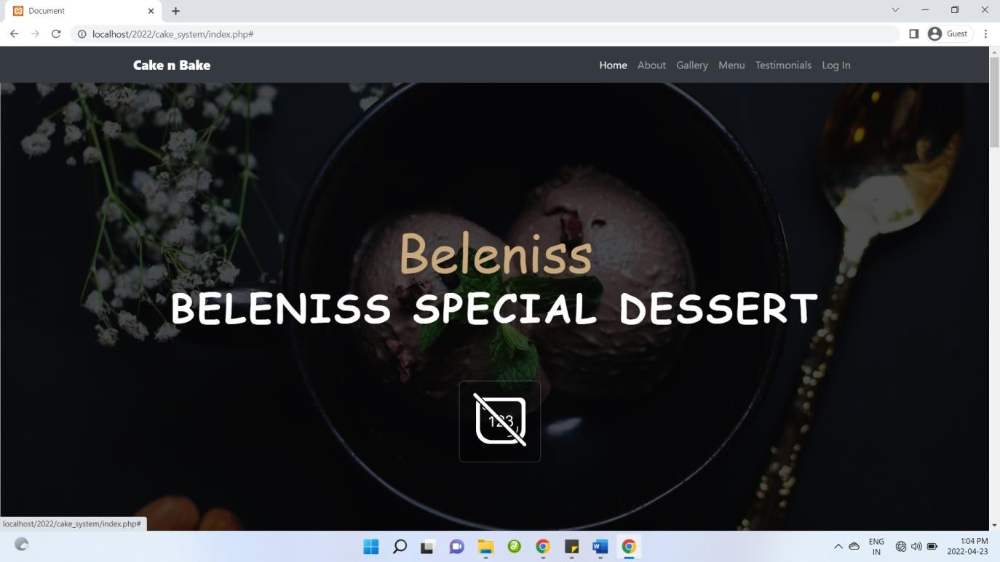 Document
localhost/2022/cake_system/index.php#
Guest
Cake n Bake
Home About Gallery Menu Testimonials Log In
Beleniss
BELENISS SPECIAL DESSERT
123
localhost/2022/cake_system/index.php#
ENG
IN
1:04 PM
2022-04-23